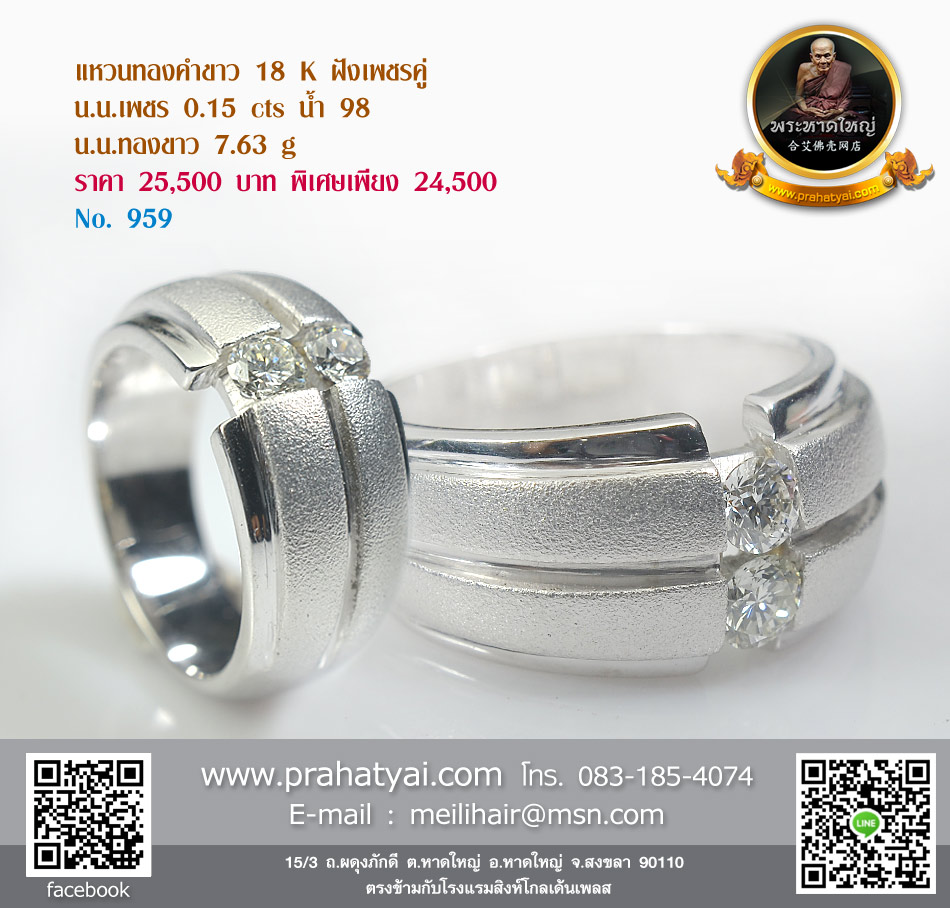 แหวนทองคำขาว 18 K ฝังเพชรคู่
น.น.เพชร 0.15 cts น้ำ 98
น.น.ทองขาว 7.63 g
ราคา 25,500 บาท พิเศษเพียง 24,500
No. 959
พระหาดใหญ่
合艾佛壳网店
www.prahatyai.com
www.prahatyai.com โทร. 083-185-4074
E-mail : meilihair@msn.com
15/3 ถ.ผดุงภักดี ต.หาดใหญ่ อ.หาดใหญ่ จ.สงขลา 90110
ตรงข้ามกับโรงแรมสิงห์โกลเด้นเพลส
facebook
LINE